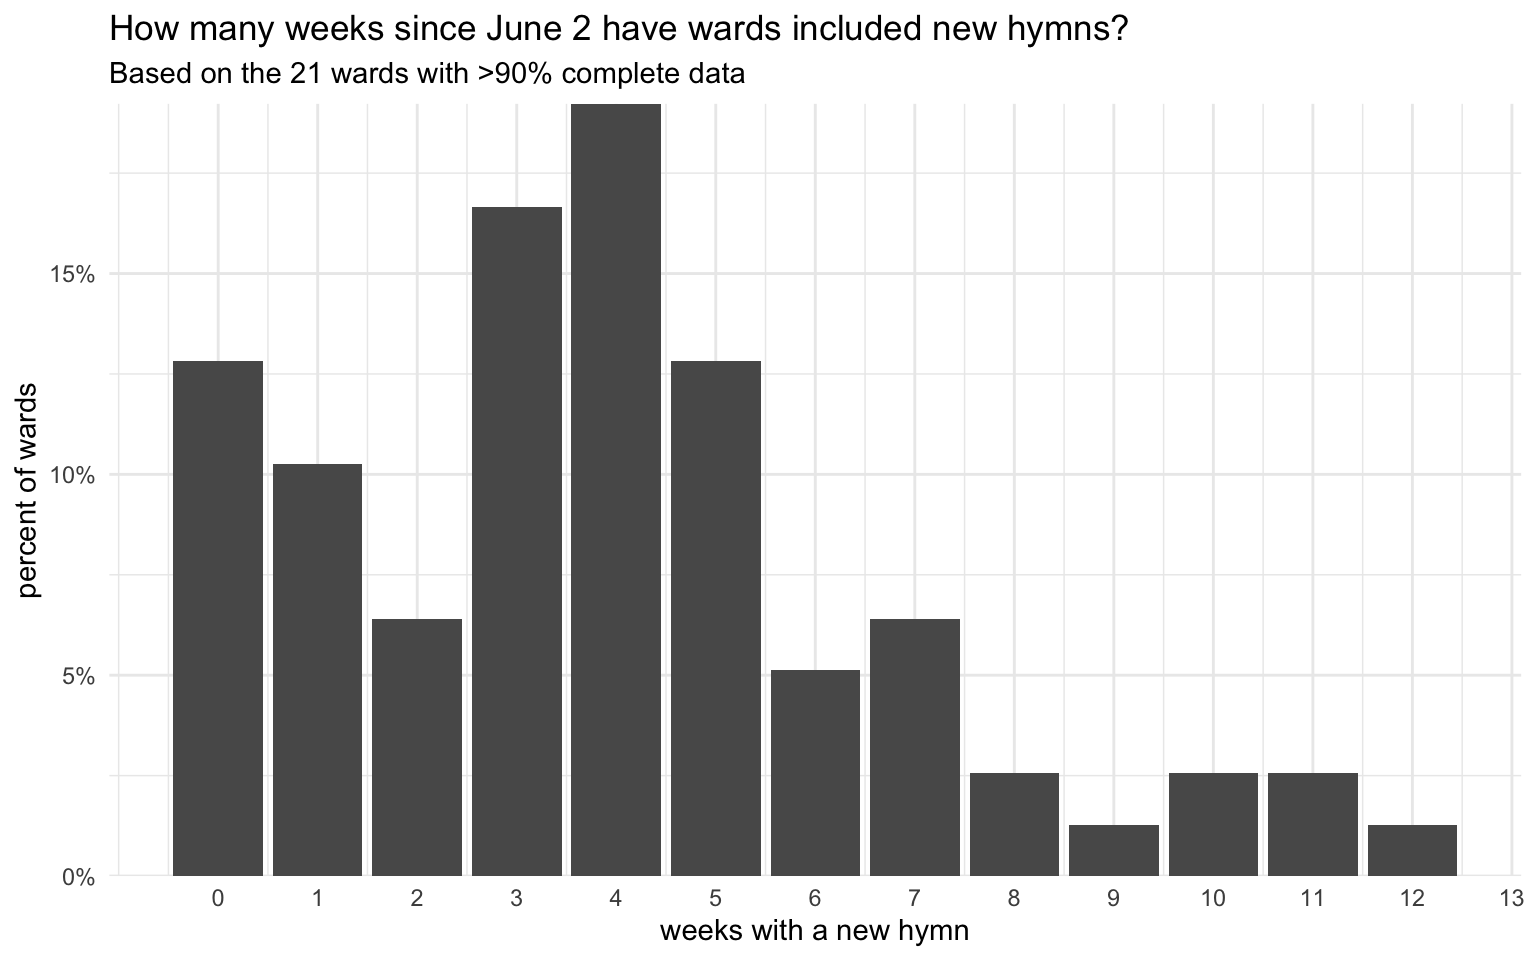 How many weeks since June 2 have wards included new hymns?
Based on the 21 wards with >90% complete data
15%
10%
5%
0%
percent of wards
0 1 2 3 4 5 6 7 8 9 10 11 12 13
weeks with a new hymn